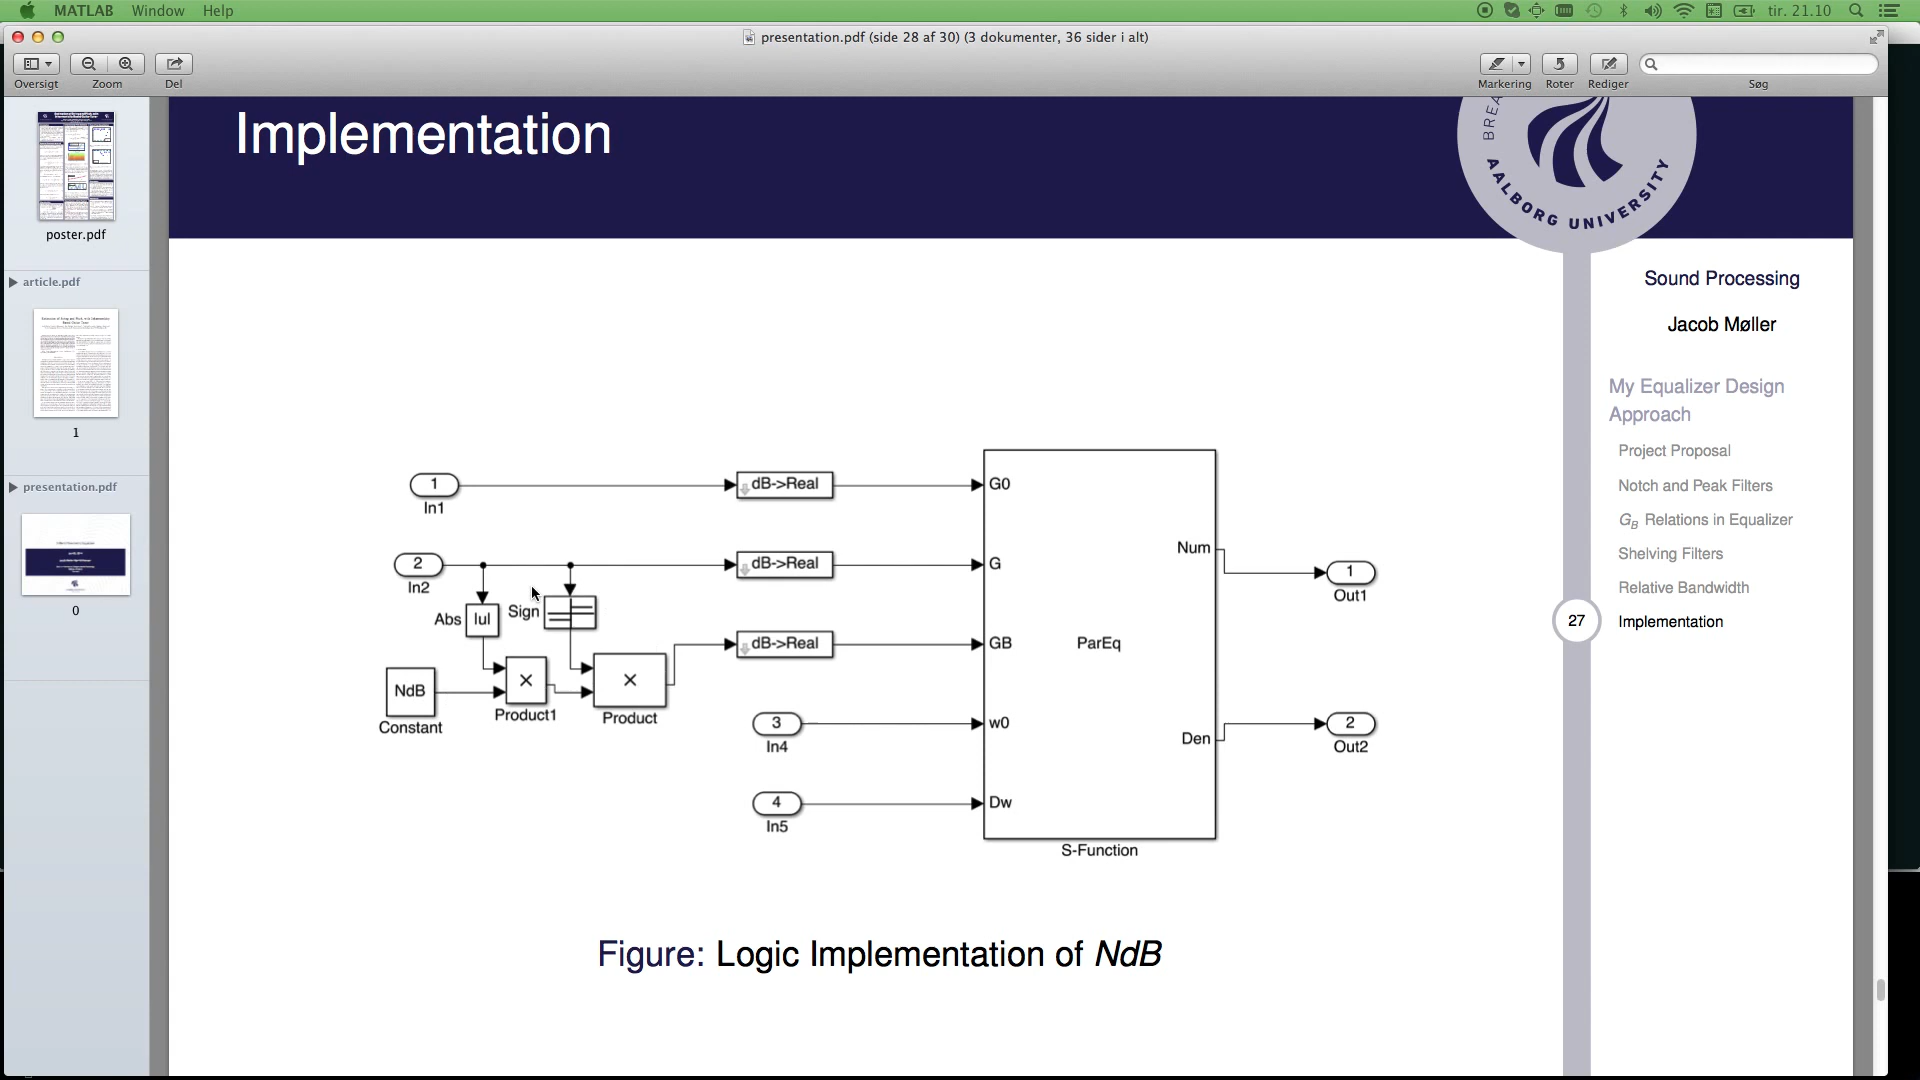 MATLAB Window Help
tir. 21.10
presentation.pdf (side 28 af 30) (3 dokumenter, 36 sider i alt)
Oversigt Zoom Del Markering Roter Rediger Søg
poster.pdf
article.pdf
1
presentation.pdf
0
Implementation
AALBORG UNIVERSITY
Sound Processing
Jacob Møller
My Equalizer Design
Approach
Project Proposal
Notch and Peak Filters
GB Relations in Equalizer
Shelving Filters
Relative Bandwidth
27 Implementation
1
In1
dB->Real
G0
2
In2
dB->Real
G
Num
1
Out1
Abs |u| Sign
dB->Real
GB
ParEq
NdB
Constant
×
Product1
×
Product
3
In4
w0
Den
2
Out2
4
In5
Dw
S-Function
Figure: Logic Implementation of NdB